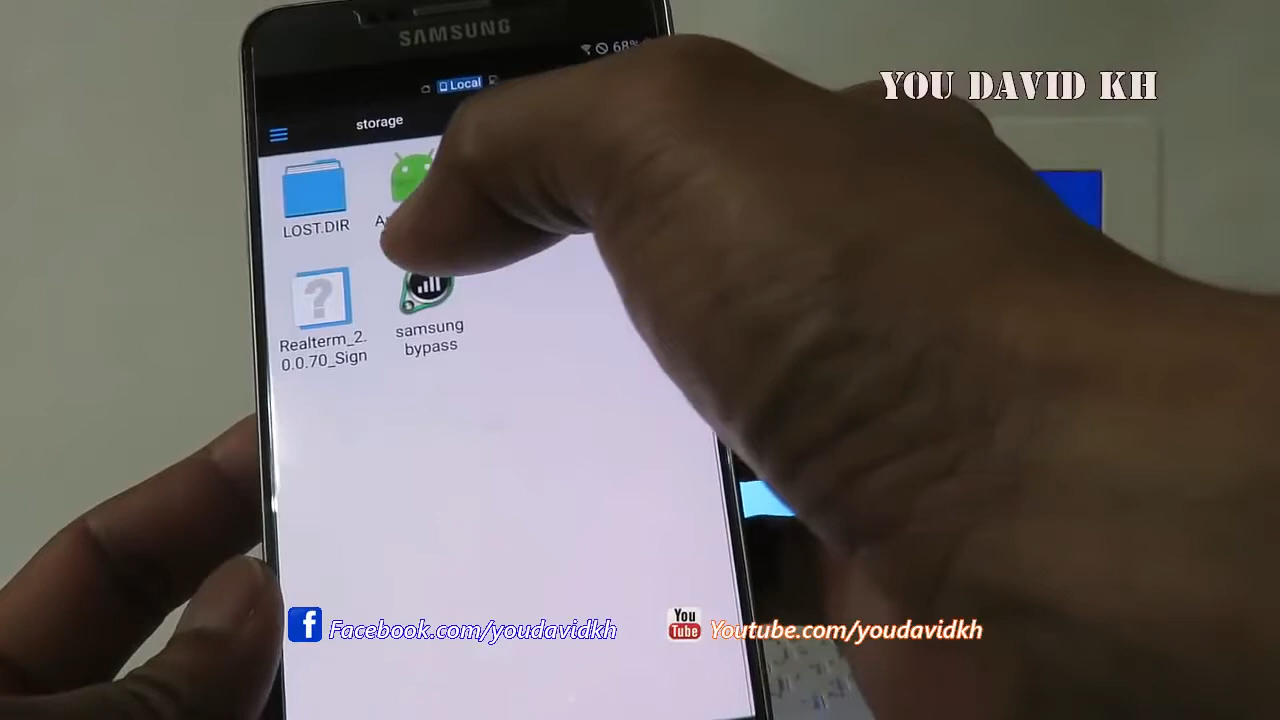 SAMSUNG
68%
Local
YOU DAVID KH
storage
LOST.DIR
Realterm_2.
0.0.70_Sign
samsung
bypass
Facebook.com/youdavidkh
You
Tube
Youtube.com/youdavidkh